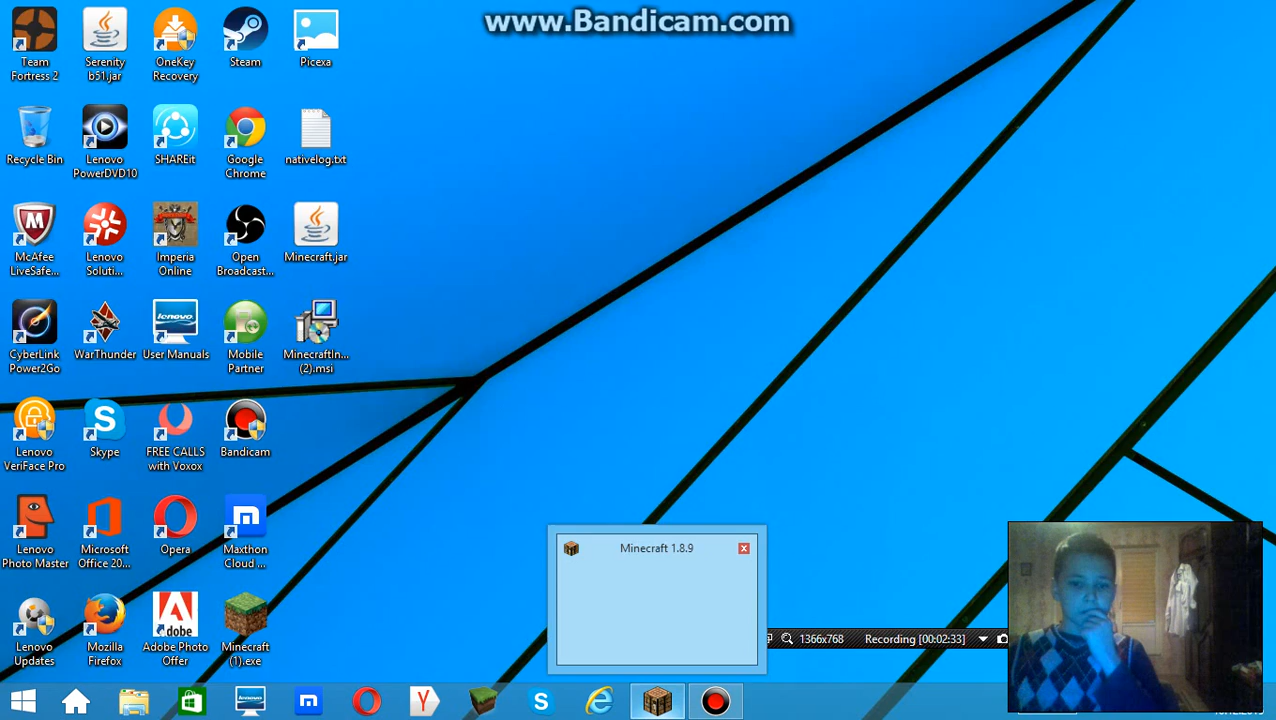 www.Bandicam.com
Team
Fortress 2
Serenity
b51.jar
OneKey
Recovery
Steam
Picexa
Recycle Bin
Lenovo
PowerDVD10
SHAREit
Google
Chrome
nativelog.txt
McAfee
LiveSafe...
Lenovo
Soluti...
Imperia
Online
Open
Broadcast...
Minecraft.jar
CyberLink
Power2Go
WarThunder
User Manuals
Mobile
Partner
MinecraftIn...
(2).msi
Lenovo
VeriFace Pro
Skype
FREE CALLS
with Voxox
Bandicam
Lenovo
Photo Master
Microsoft
Office 20...
Opera
Maxthon
Cloud ...
Minecraft 1.8.9
Lenovo
Updates
Mozilla
Firefox
Adobe Photo
Offer
Minecraft
(1).exe
1366x768
Recording [00:02:33]